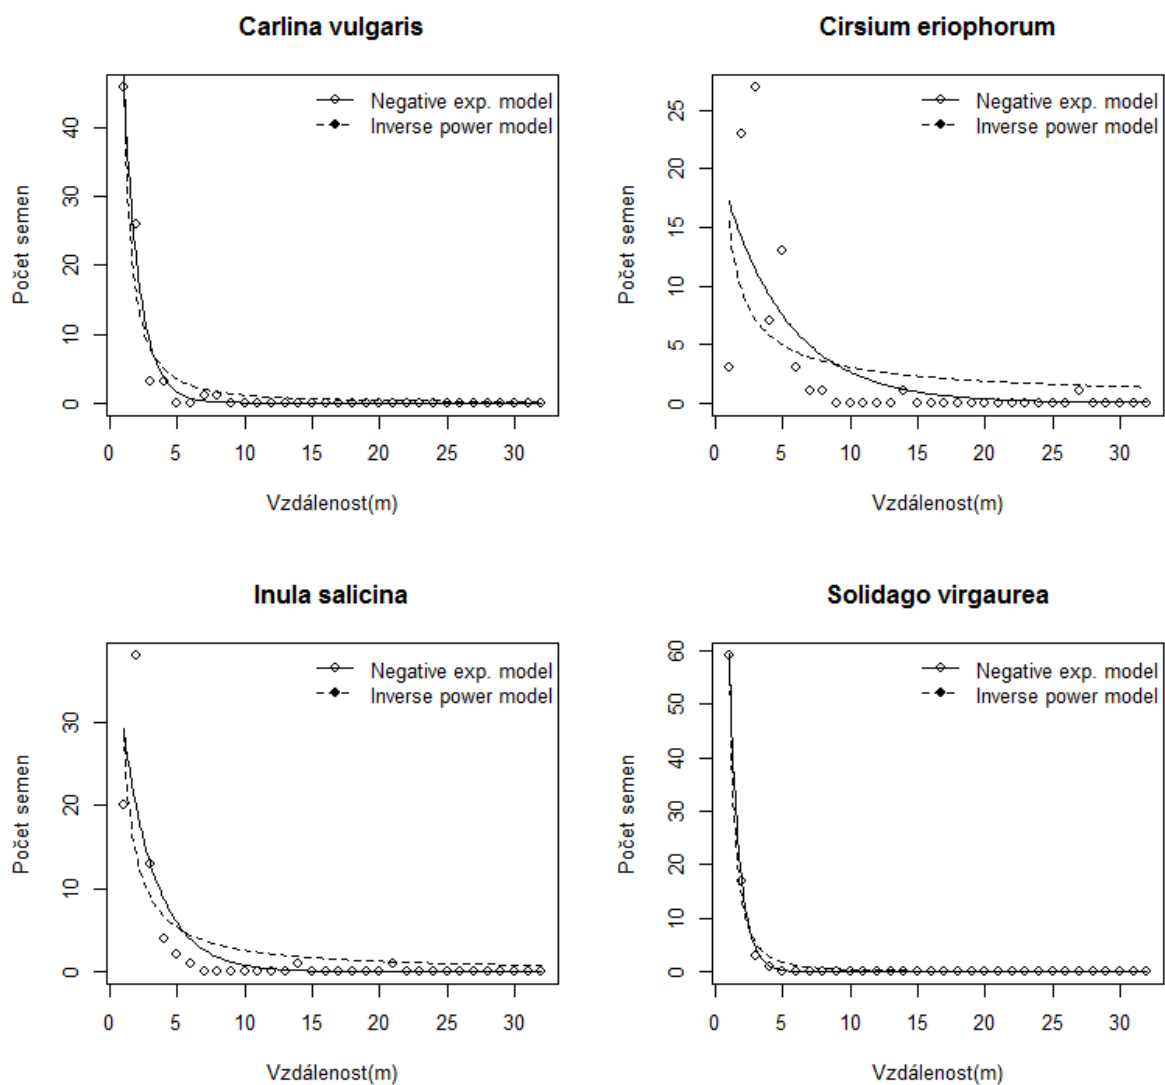 Carlina vulgaris
Negative exp. model
Inverse power model
Počet semen
0 10 20 30 40
0 5 10 15 20 25 30
Vzdálenost(m)
Cirsium eriophorum
Negative exp. model
Inverse power model
Počet semen
0 5 10 15 20 25
0 5 10 15 20 25 30
Vzdálenost(m)
Inula salicina
Negative exp. model
Inverse power model
Počet semen
0 10 20 30
0 5 10 15 20 25 30
Vzdálenost(m)
Solidago virgaurea
Negative exp. model
Inverse power model
Počet semen
0 10 20 30 40 50 60
0 5 10 15 20 25 30
Vzdálenost(m)